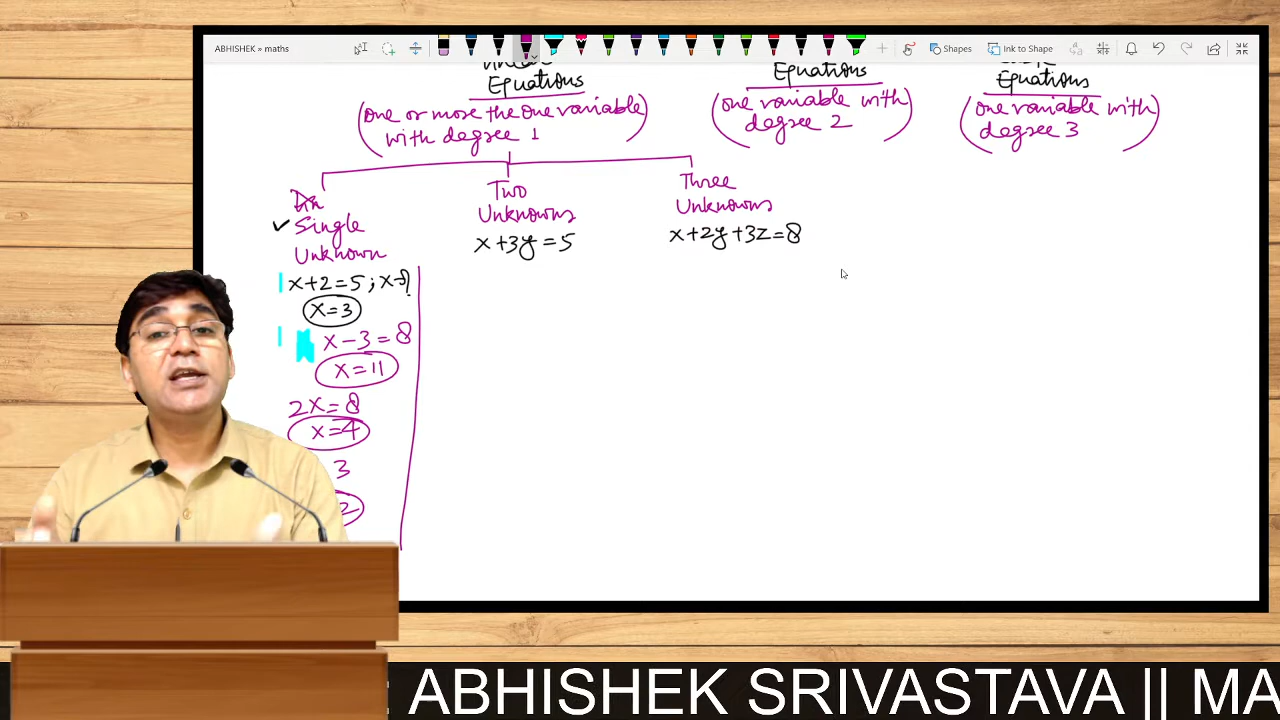 ABHISHEK » maths
Shapes
Ink to Shape
Equations
(one or more the one variable
with degree 1)
Equations
(one variable with
degree 2)
Equations
(one variable with
degree 3)
Single
Unknown
Two
Unknowns
Three
Unknowns
x+3y=5
x+2y+3z=8
x+2=5; x=?
x=3
x-3=8
x=11
2x=8
x=4
3
2
ABHISHEK SRIVASTAVA || MA